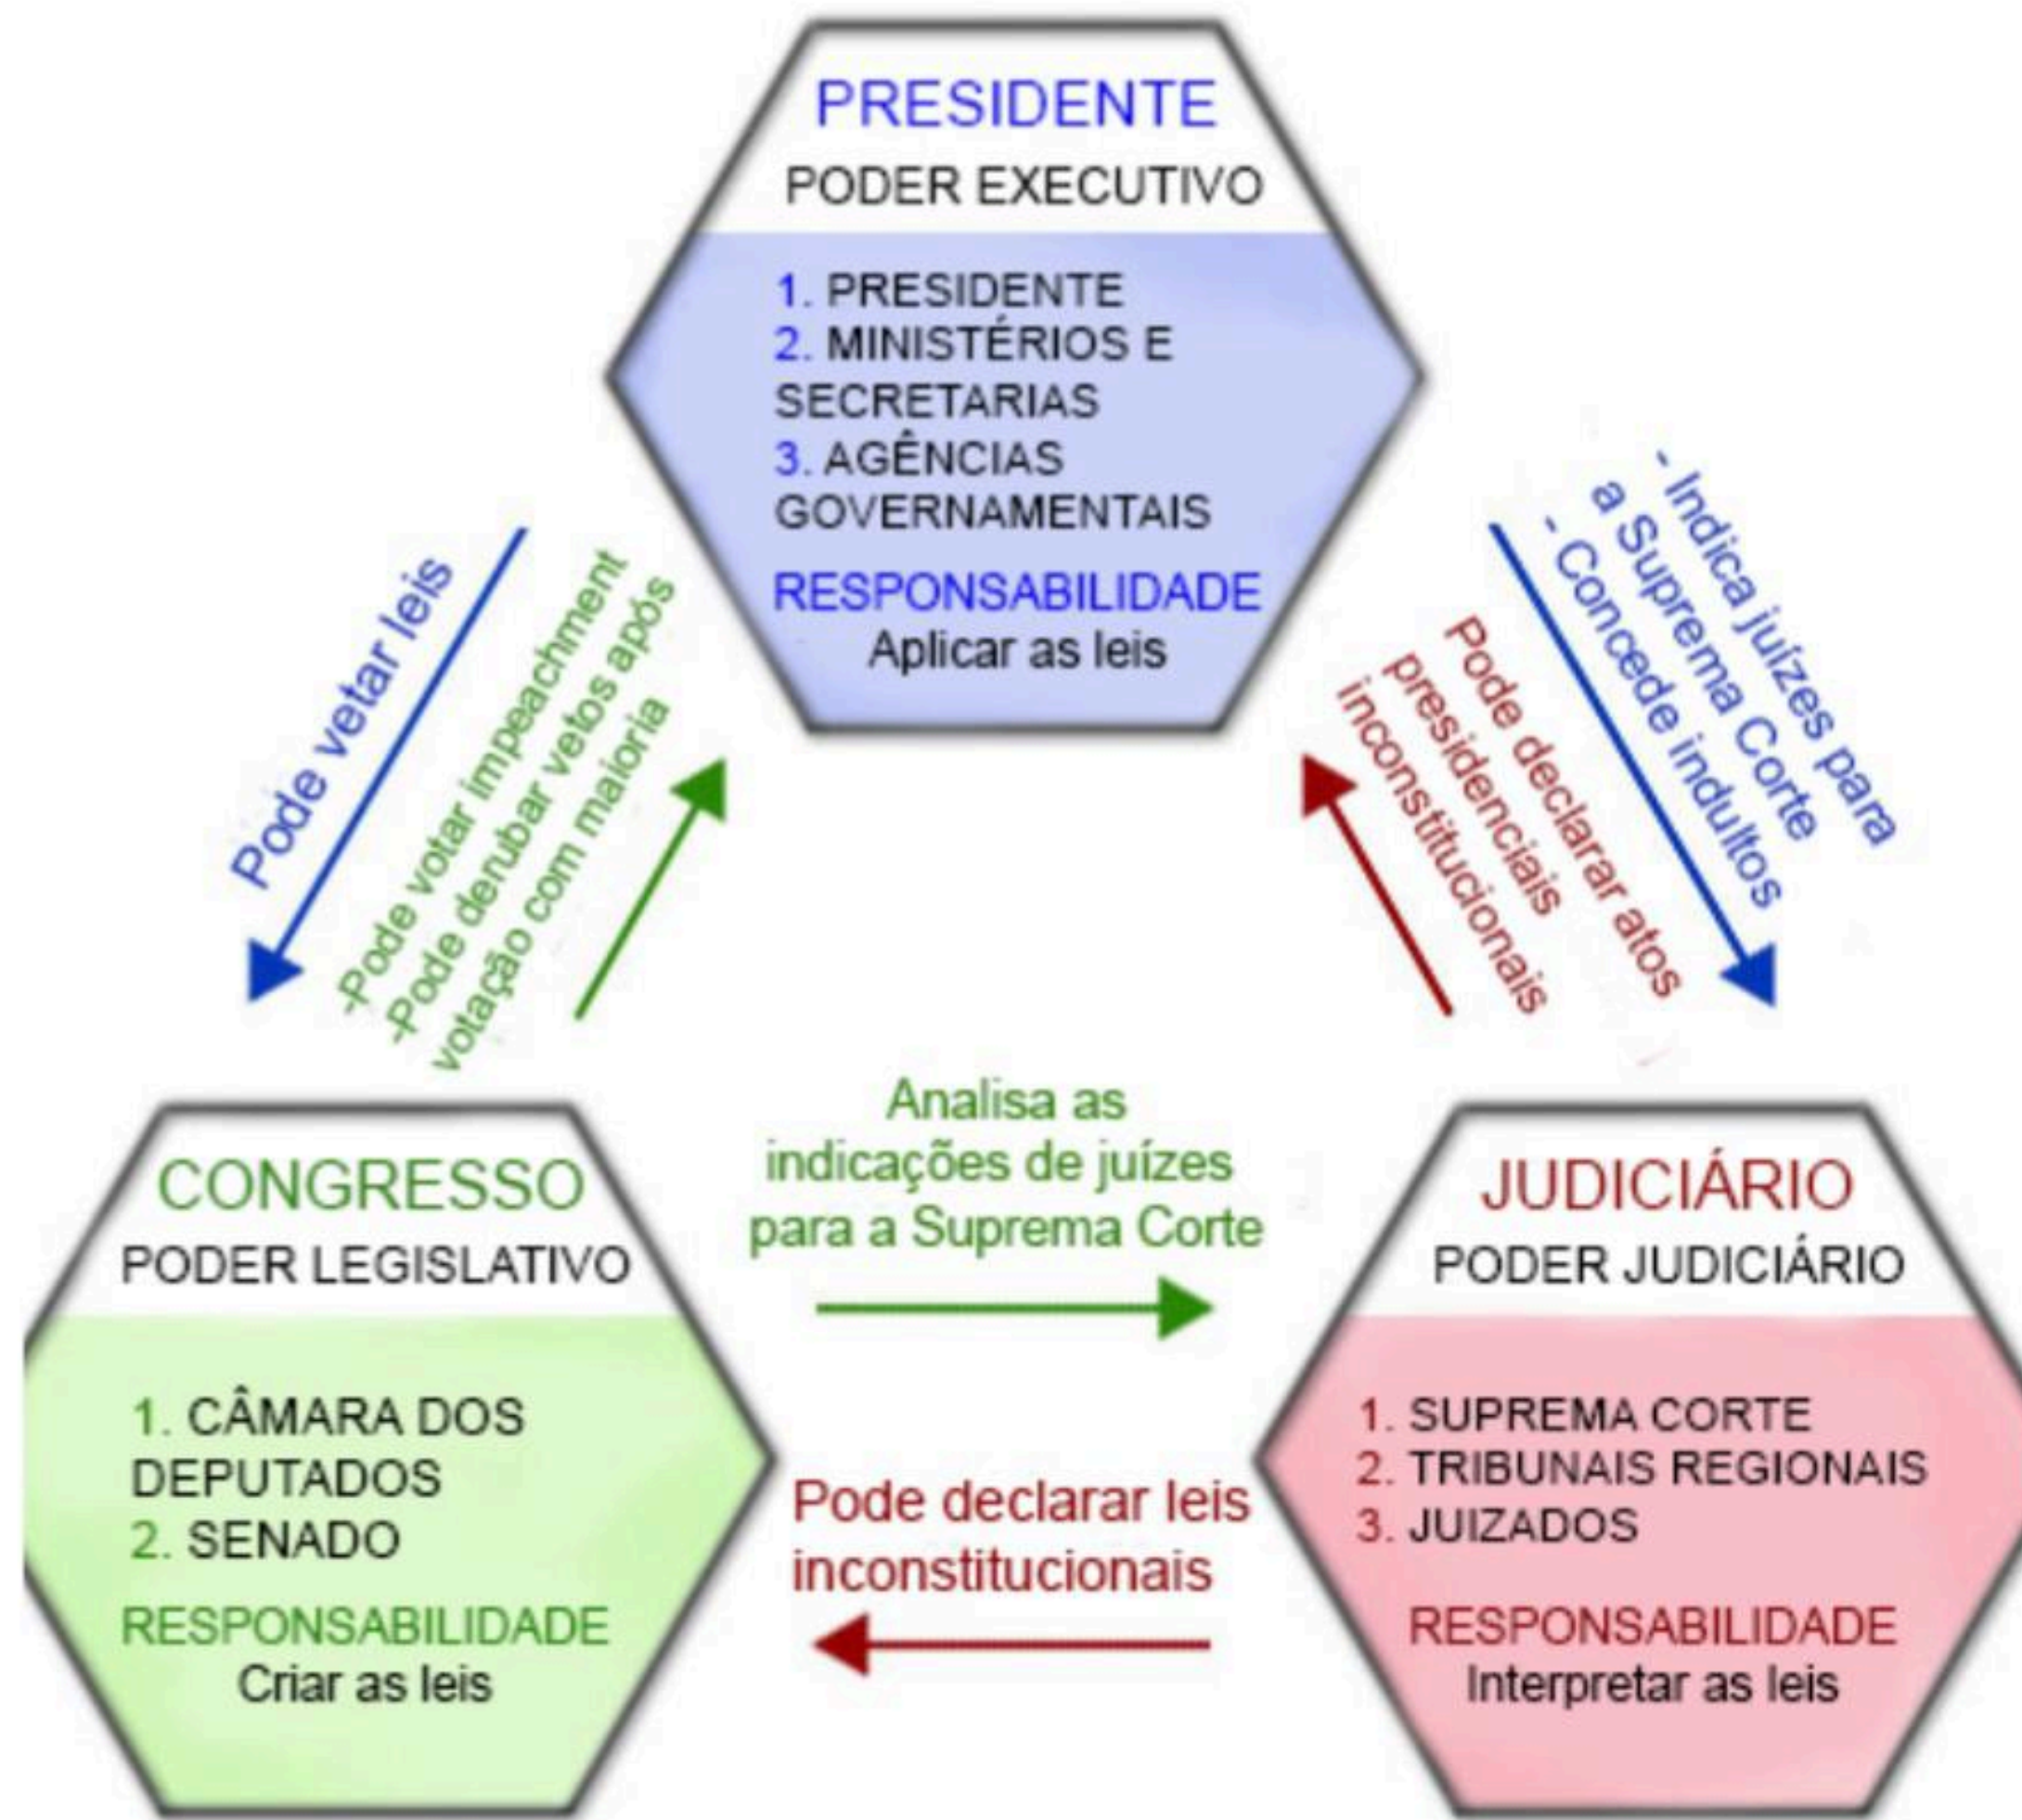 PRESIDENTE
PODER EXECUTIVO
1. PRESIDENTE
2. MINISTÉRIOS E
SECRETARIAS
3. AGÊNCIAS
GOVERNAMENTAIS
RESPONSABILIDADE
Aplicar as leis
Pode vetar leis
-Pode votar impeachment
-Pode derubar vetos após
votação com maioria
- Indica juízes para
a Suprema Corte
- Concede indultos
Pode declarar atos
presidenciais
inconstitucionais
Analisa as
indicações de juízes
para a Suprema Corte
CONGRESSO
PODER LEGISLATIVO
1. CÂMARA DOS
DEPUTADOS
2. SENADO
RESPONSABILIDADE
Criar as leis
Pode declarar leis
inconstitucionais
JUDICIÁRIO
PODER JUDICIÁRIO
1. SUPREMA CORTE
2. TRIBUNAIS REGIONAIS
3. JUIZADOS
RESPONSABILIDADE
Interpretar as leis